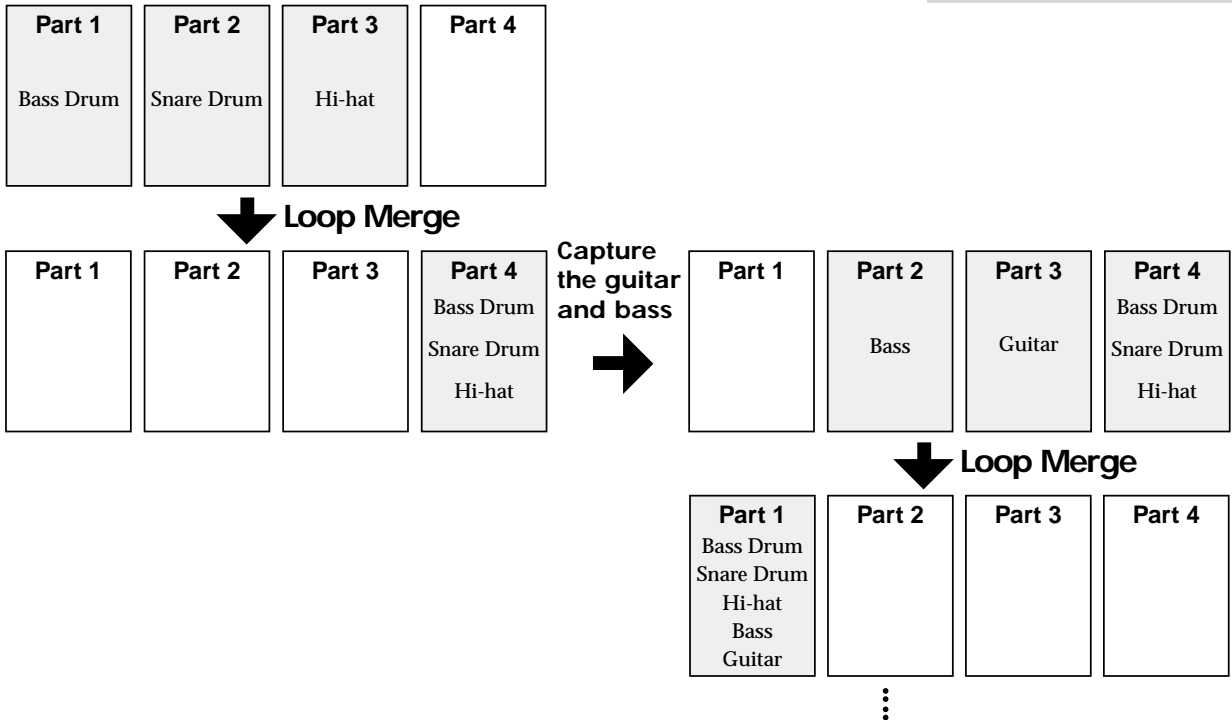 Part 1
Part 2
Part 3
Part 4
Bass Drum
Snare Drum
Hi-hat
Loop Merge
Part 1
Part 2
Part 3
Part 4
Bass Drum
Snare Drum
Hi-hat
Capture
the guitar
and bass
Part 1
Part 2
Bass
Part 3
Guitar
Part 4
Bass Drum
Snare Drum
Hi-hat
Loop Merge
Part 1
Bass Drum
Snare Drum
Hi-hat
Bass
Guitar
Part 2
Part 3
Part 4